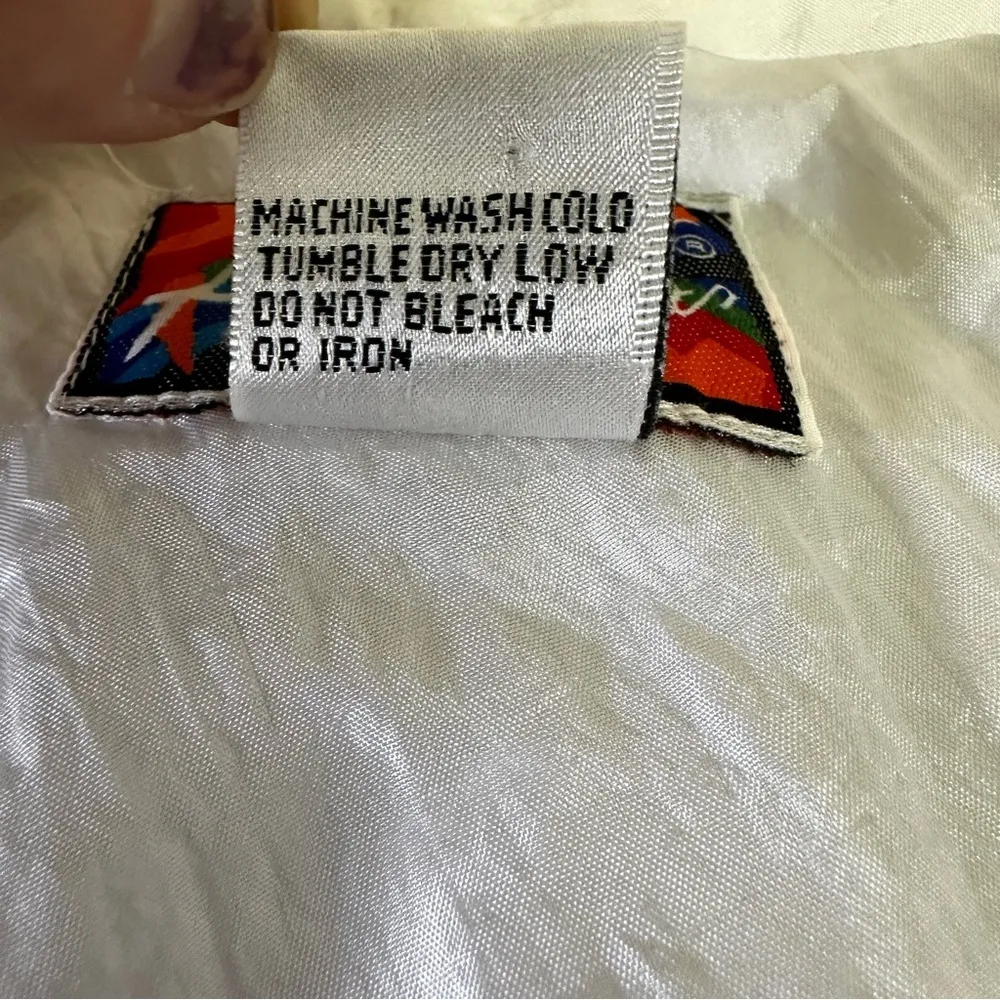 MACHINE WASH COLD
TUMBLE DRY LOW
DO NOT BLEACH
OR IRON
®